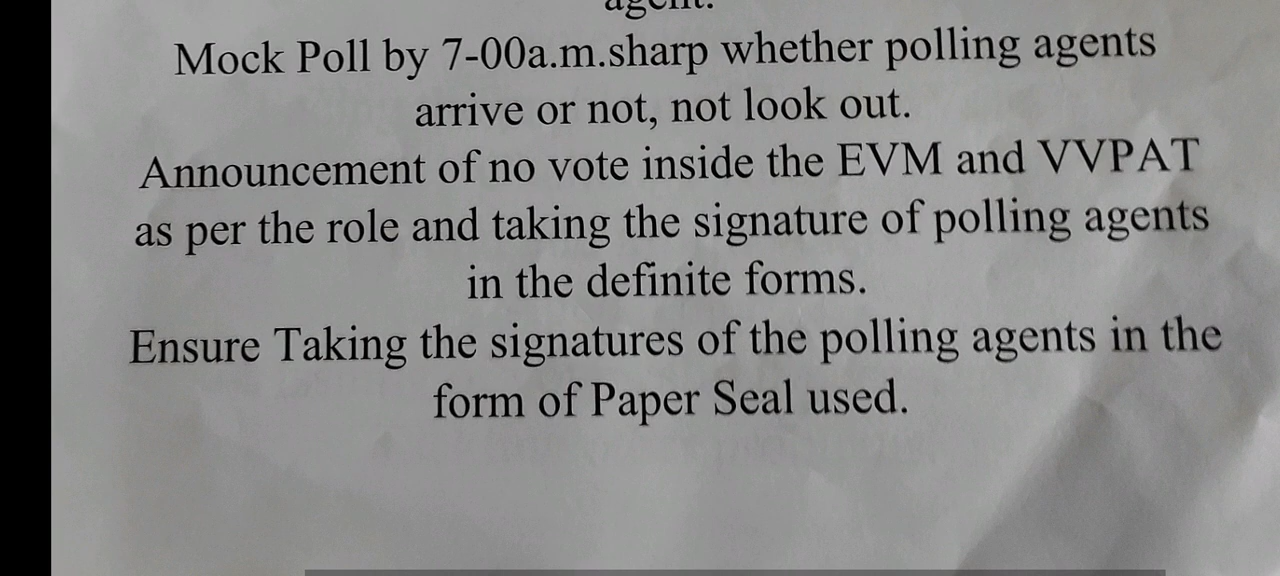 agent.
Mock Poll by 7-00a.m.sharp whether polling agents
arrive or not, not look out.
Announcement of no vote inside the EVM and VVPAT
as per the role and taking the signature of polling agents
in the definite forms.
Ensure Taking the signatures of the polling agents in the
form of Paper Seal used.